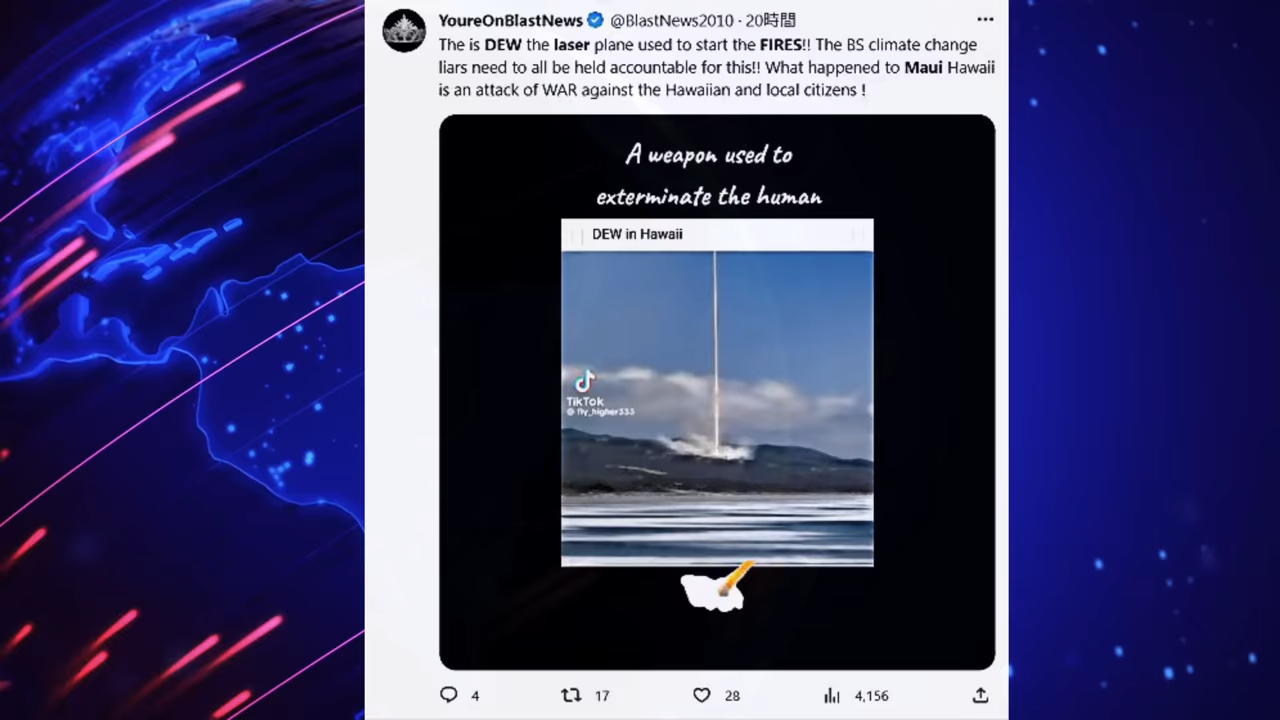 YoureOnBlastNews @BlastNews2010 · 20時間
The is DEW the laser plane used to start the FIRES!! The BS climate change
liars need to all be held accountable for this!! What happened to Maui Hawaii
is an attack of WAR against the Hawaiian and local citizens !
A weapon used to
exterminate the human
DEW in Hawaii
TikTok
@fly_higher333
4 17 28 4,156